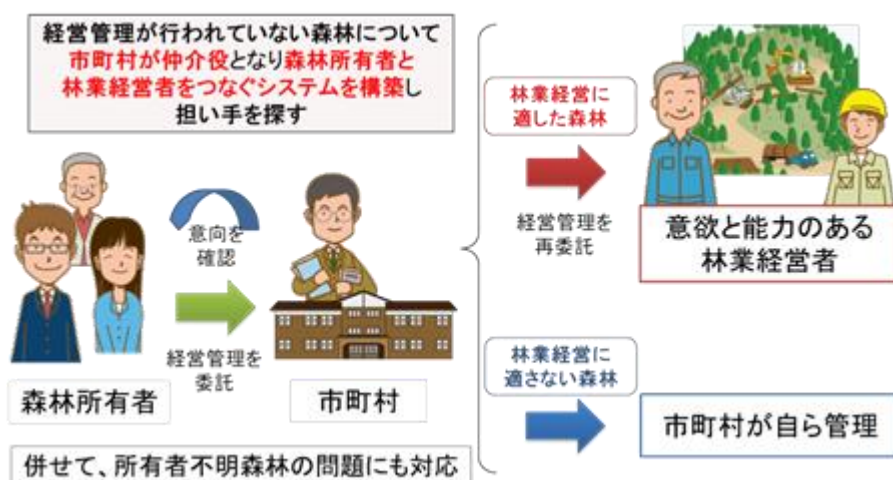 経営管理が行われていない森林について
市町村が仲介役となり森林所有者と
林業経営者をつなぐシステムを構築し
担い手を探す
意向を
確認
経営管理を
委託
森林所有者
市町村
併せて、所有者不明森林の問題にも対応
林業経営に
適した森林
経営管理を
再委託
意欲と能力のある
林業経営者
林業経営に
適さない森林
市町村が自ら管理